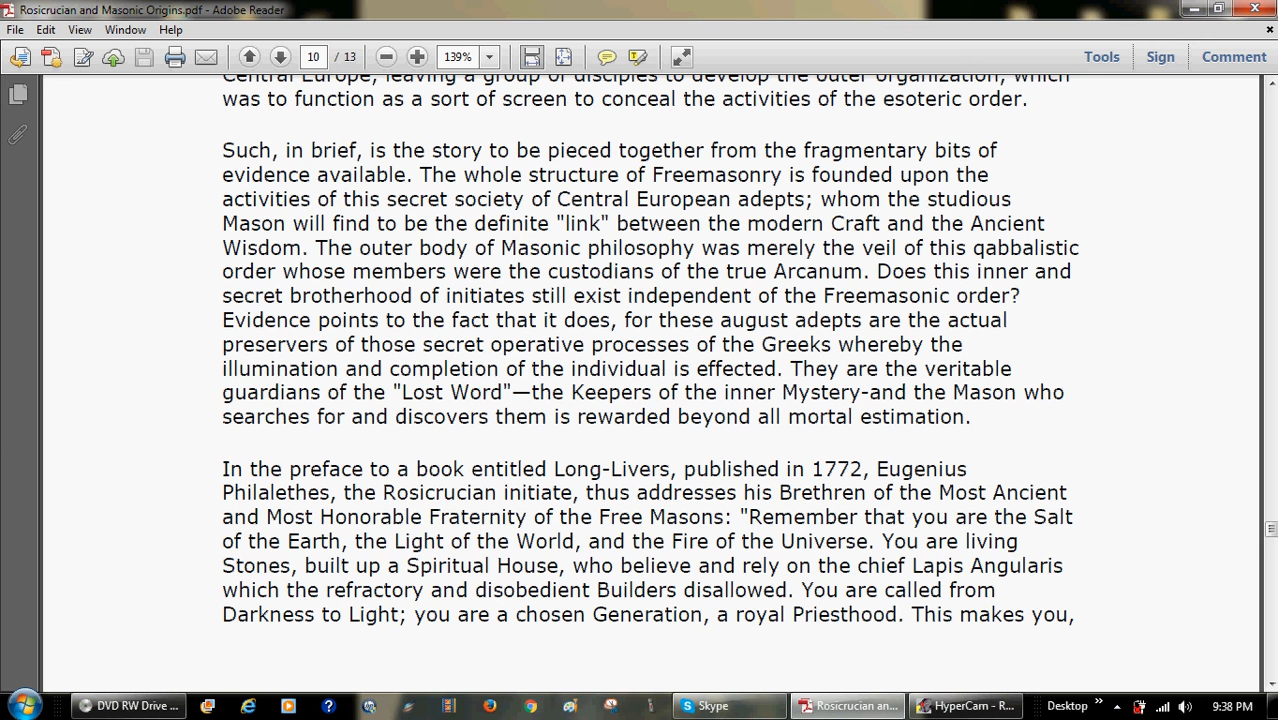 Rosicrucian and Masonic Origins.pdf - Adobe Reader
File Edit View Window Help
10 / 13 139% Tools Sign Comment
Central Europe, leaving a group of disciples to develop the outer organization, which
was to function as a sort of screen to conceal the activities of the esoteric order.
Such, in brief, is the story to be pieced together from the fragmentary bits of
evidence available. The whole structure of Freemasonry is founded upon the
activities of this secret society of Central European adepts; whom the studious
Mason will find to be the definite "link" between the modern Craft and the Ancient
Wisdom. The outer body of Masonic philosophy was merely the veil of this qabbalistic
order whose members were the custodians of the true Arcanum. Does this inner and
secret brotherhood of initiates still exist independent of the Freemasonic order?
Evidence points to the fact that it does, for these august adepts are the actual
preservers of those secret operative processes of the Greeks whereby the
illumination and completion of the individual is effected. They are the veritable
guardians of the "Lost Word"—the Keepers of the inner Mystery-and the Mason who
searches for and discovers them is rewarded beyond all mortal estimation.
In the preface to a book entitled Long-Livers, published in 1772, Eugenius
Philalethes, the Rosicrucian initiate, thus addresses his Brethren of the Most Ancient
and Most Honorable Fraternity of the Free Masons: "Remember that you are the Salt
of the Earth, the Light of the World, and the Fire of the Universe. You are living
Stones, built up a Spiritual House, who believe and rely on the chief Lapis Angularis
which the refractory and disobedient Builders disallowed. You are called from
Darkness to Light; you are a chosen Generation, a royal Priesthood. This makes you,
DVD RW Drive ... Skype Rosicrucian an... HyperCam - R... Desktop 9:38 PM